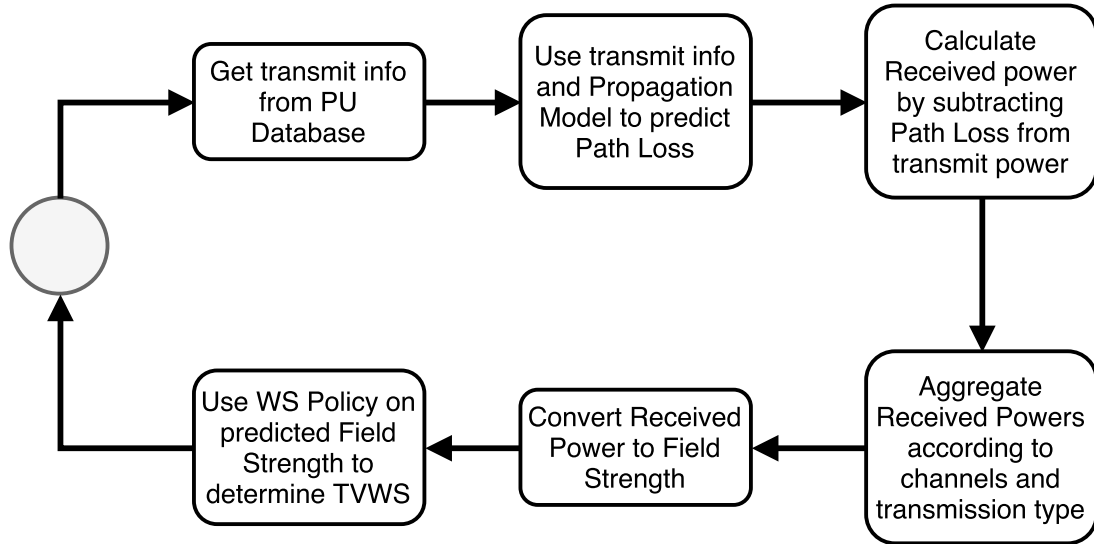 Get transmit info
from PU
Database
Use transmit info
and Propagation
Model to predict
Path Loss
Calculate
Received power
by subtracting
Path Loss from
transmit power
Aggregate
Received Powers
according to
channels and
transmission type
Convert Received
Power to Field
Strength
Use WS Policy on
predicted Field
Strength to
determine TVWS